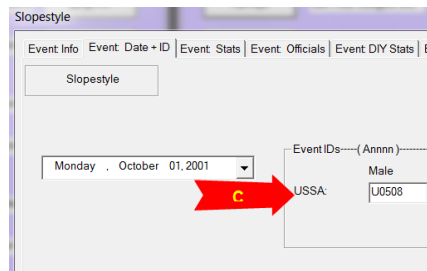 Slopestyle
Event: Info Event: Date + ID Event: Stats Event: Officials Event: DIY Stats
Slopestyle
Event IDs-----( Annnn )---------
Monday , October 01, 2001
Male
C
USSA:
U0508